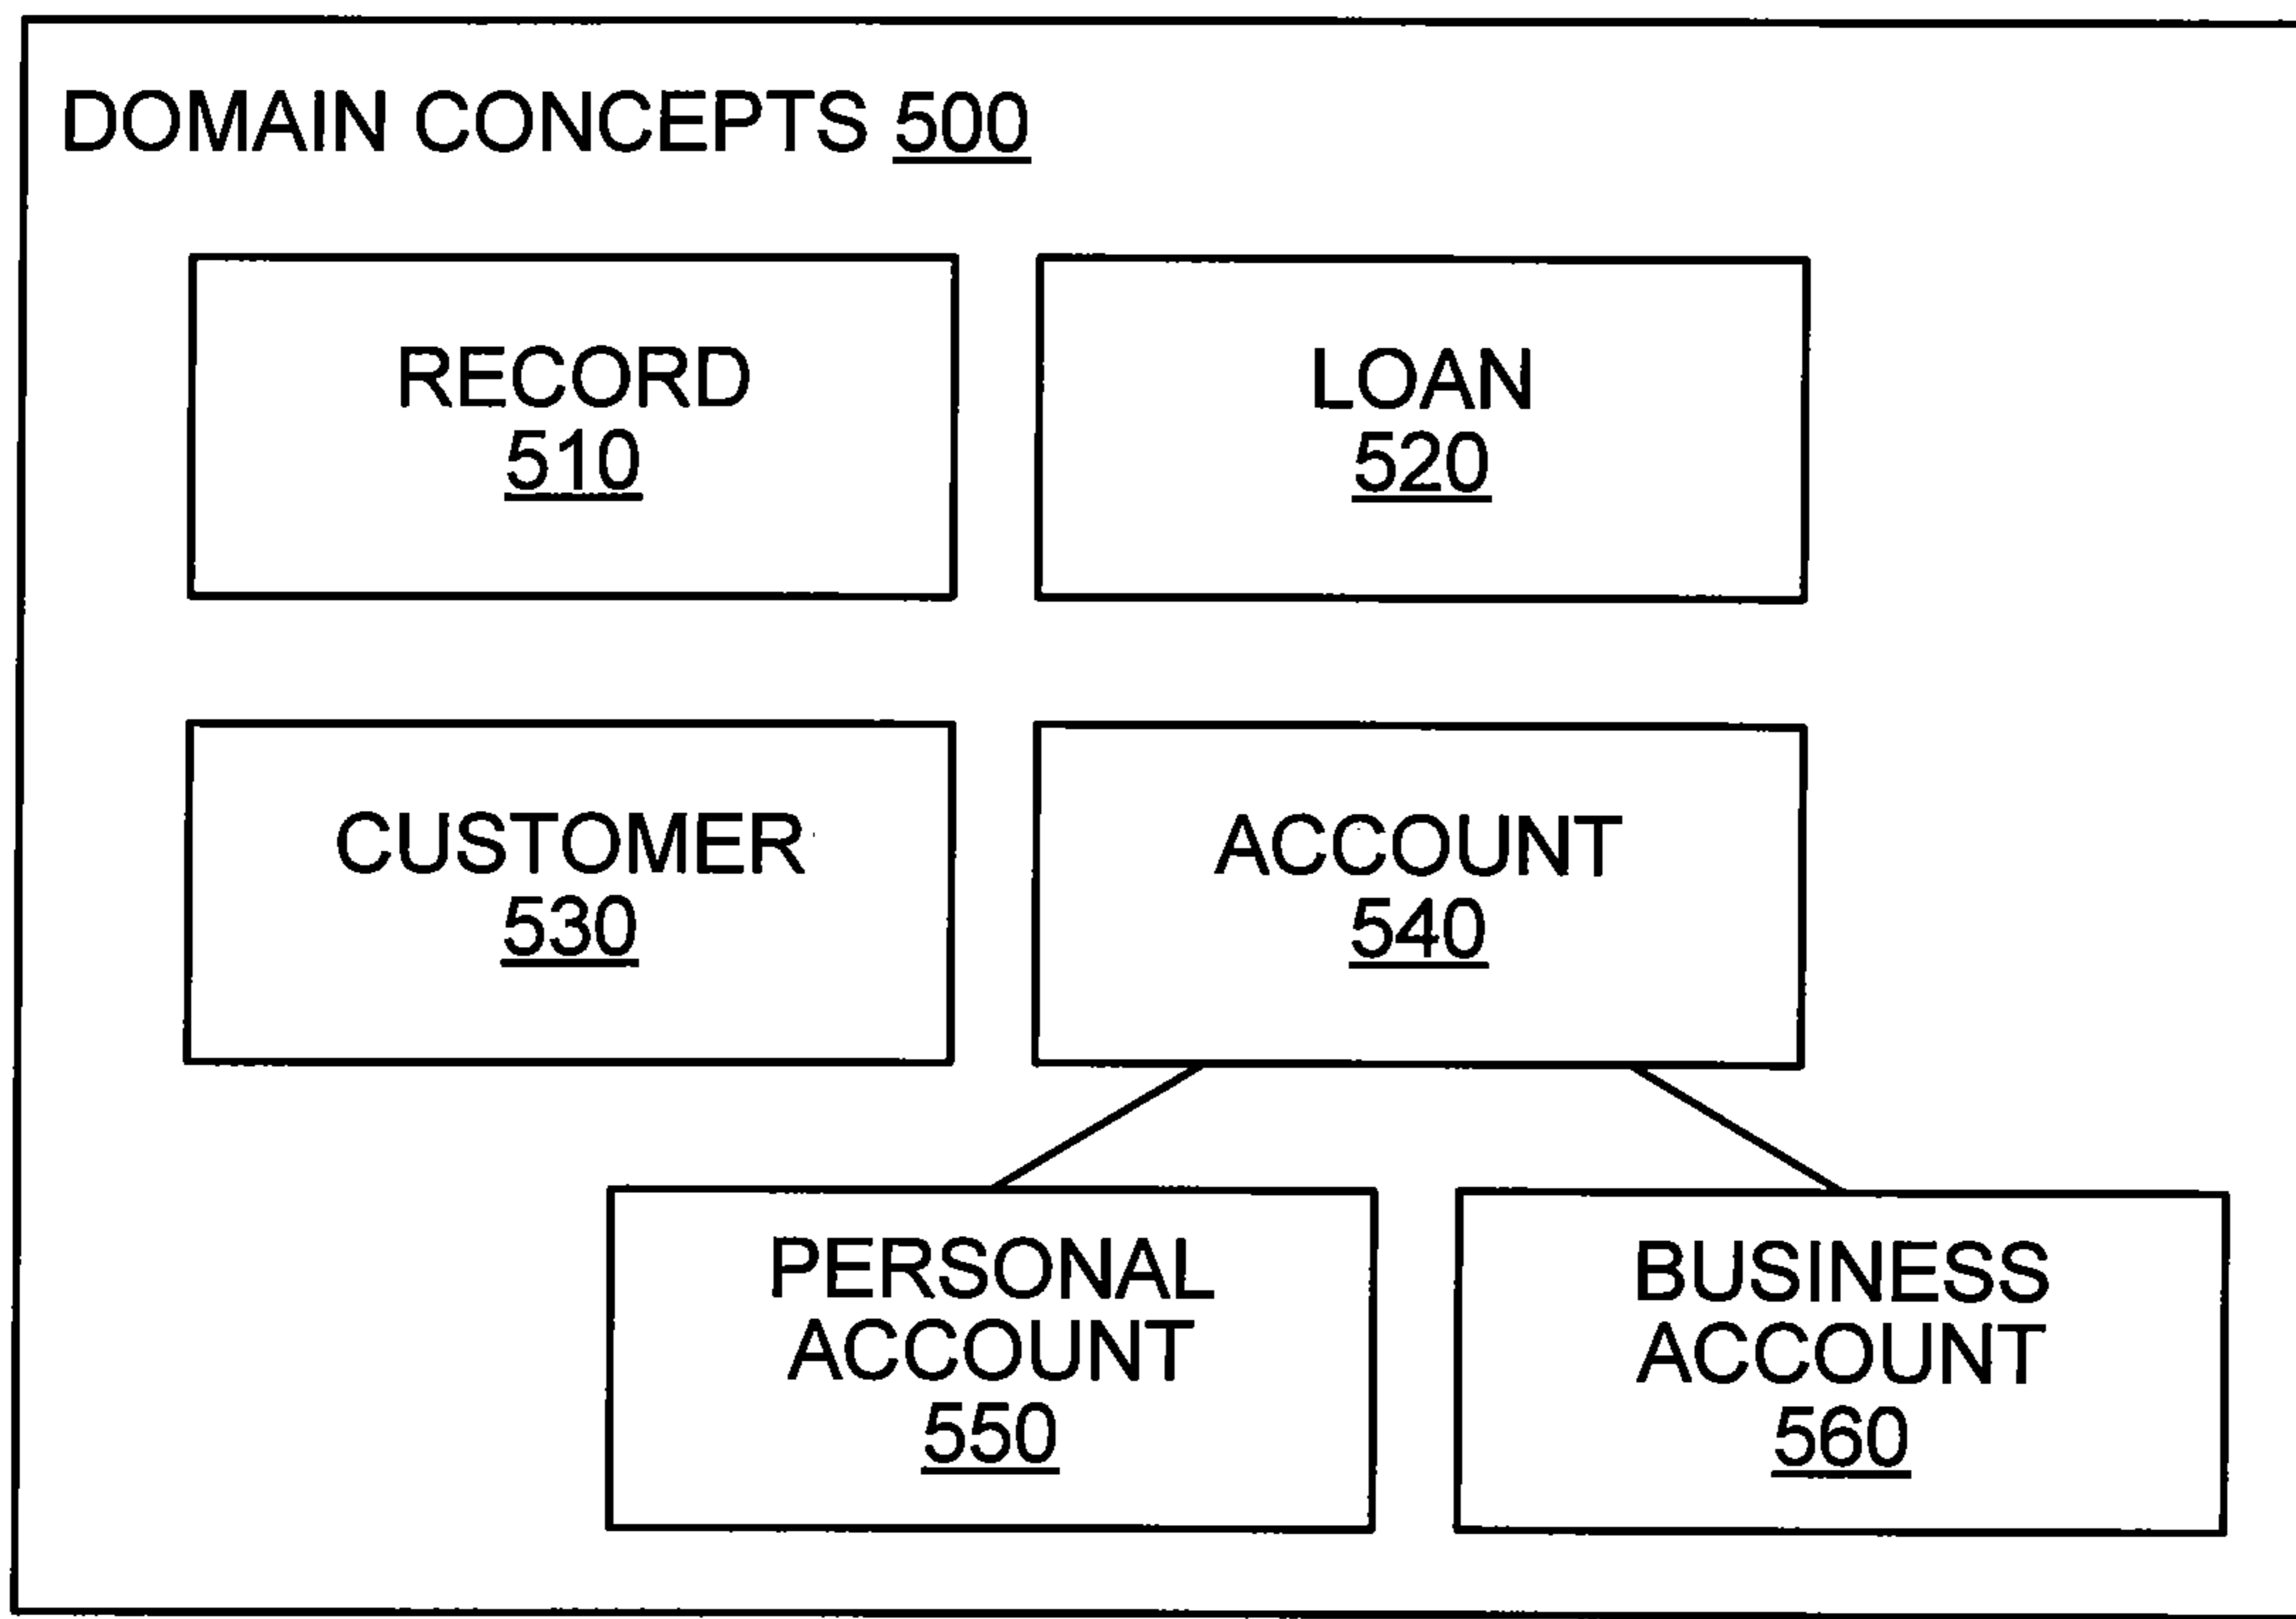 DOMAIN CONCEPTS 500
RECORD
510
LOAN
520
CUSTOMER
530
ACCOUNT
540
PERSONAL
ACCOUNT
550
BUSINESS
ACCOUNT
560